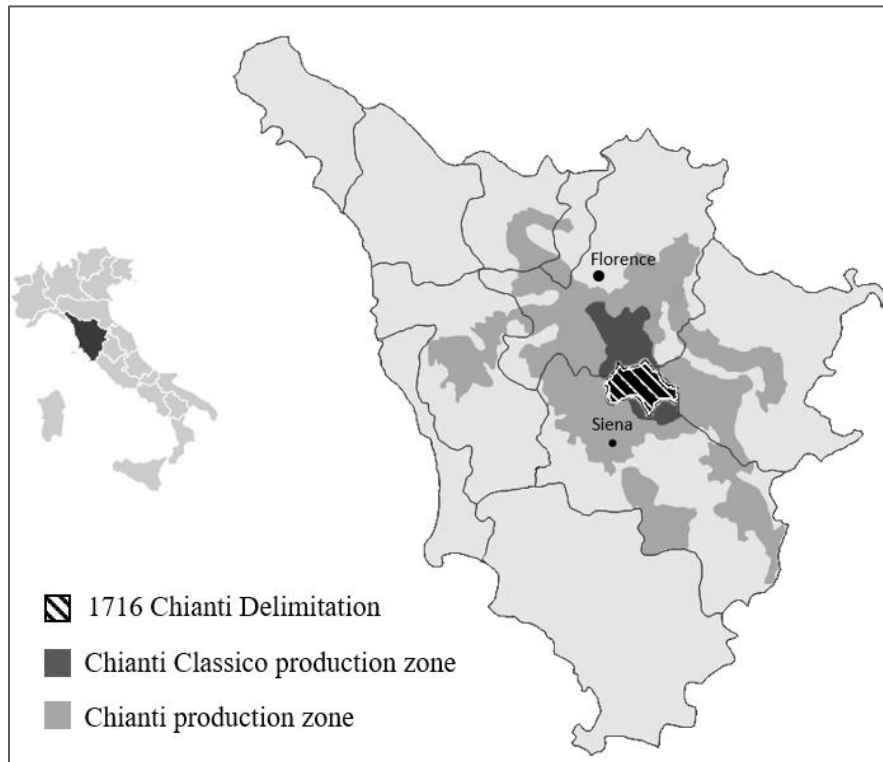 Florence
Siena
1716 Chianti Delimitation
Chianti Classico production zone
Chianti production zone